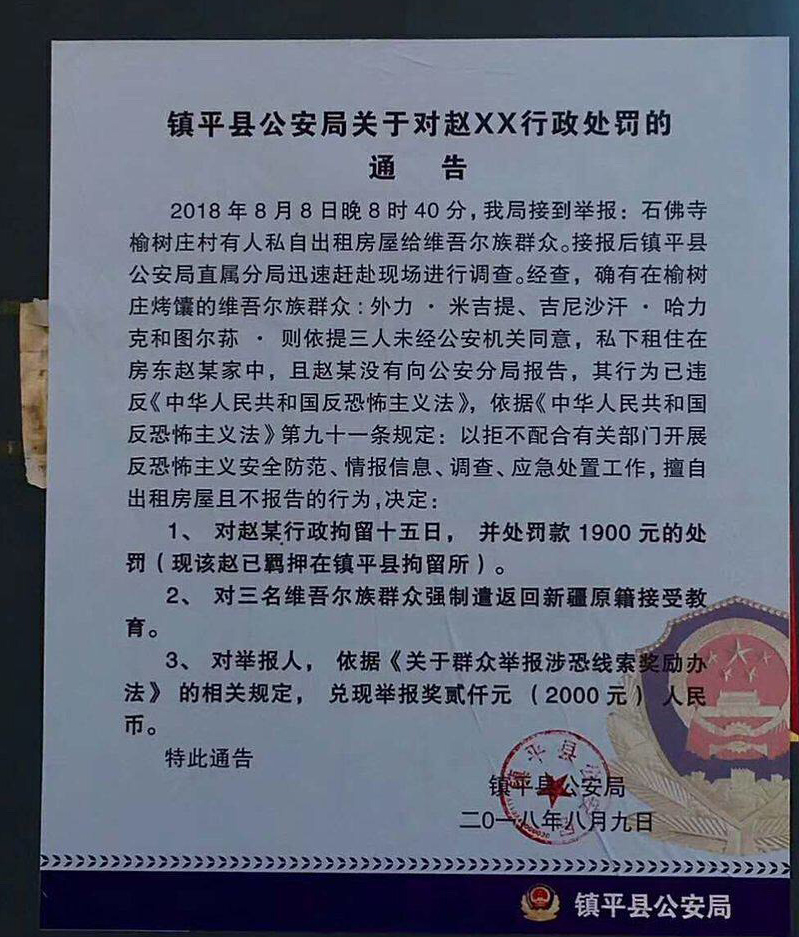 镇平县公安局关于对赵XX行政处罚的
通 告
2018年8月8日晚8时40分，我局接到举报：石佛寺
榆树庄村有人私自出租房屋给维吾尔族群众。接报后镇平县
公安局直属分局迅速赶赴现场进行调查。经查，确有在榆树
庄烤馕的维吾尔族群众：外力·米吉提、吉尼沙汗·哈力
克和图尔荪·则依提三人未经公安机关同意，私下租住在
房东赵某家中，且赵某没有向公安分局报告，其行为已违
反《中华人民共和国反恐怖主义法》，依据《中华人民共和国
反恐怖主义法》第九十一条规定：以拒不配合有关部门开展
反恐怖主义安全防范、情报信息、调查、应急处置工作，擅自
出租房屋且不报告的行为，决定：
1、 对赵某行政拘留十五日， 并处罚款1900元的处
罚（现该赵已羁押在镇平县拘留所）。
2、 对三名维吾尔族群众强制遣返回新疆原籍接受教
育。
3、 对举报人， 依据《关于群众举报涉恐线索奖励办
法》的相关规定， 兑现举报奖贰仟元（2000元）人民
币。
特此通告
镇平县公安局
二〇一八年八月九日
镇平县公安局